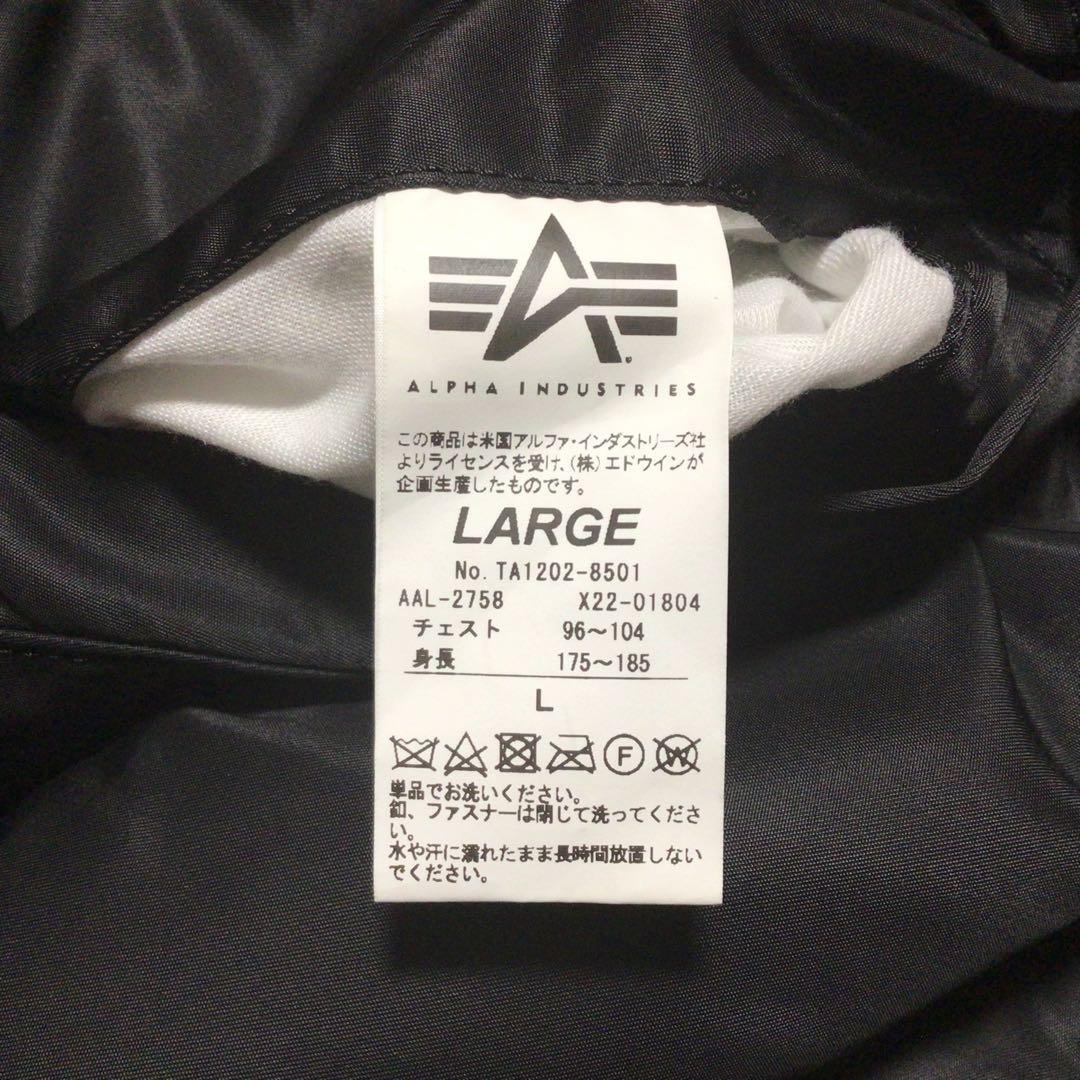 ALPHA INDUSTRIES
この商品は米国アルファ・インダストリーズ社
よりライセンスを受け、(株)エドウインが
企画生産したものです。
LARGE
No. TA1202-8501
AAL-2758 X22-01804
チェスト 96～104
身長 175～185
L
F W
単品でお洗いください。
釦、ファスナーは閉じて洗ってくださ
い。
水や汗に濡れたまま長時間放置しない
でください。